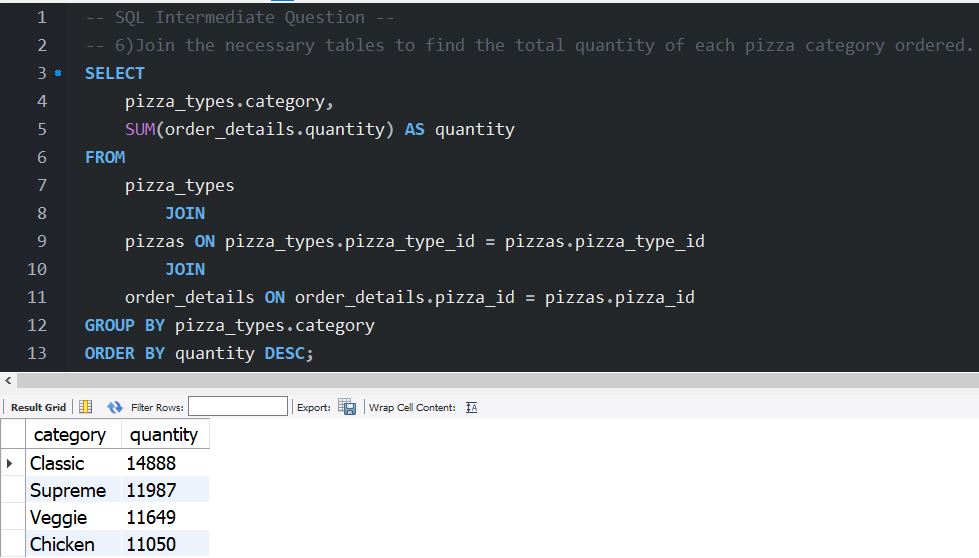 1 -- SQL Intermediate Question --
2 -- 6)Join the necessary tables to find the total quantity of each pizza category ordered.
3 SELECT
4 pizza_types.category,
5 SUM(order_details.quantity) AS quantity
6 FROM
7 pizza_types
8 JOIN
9 pizzas ON pizza_types.pizza_type_id = pizzas.pizza_type_id
10 JOIN
11 order_details ON order_details.pizza_id = pizzas.pizza_id
12 GROUP BY pizza_types.category
13 ORDER BY quantity DESC;
Result Grid Filter Rows: Export: Wrap Cell Content:
category quantity
Classic 14888
Supreme 11987
Veggie 11649
Chicken 11050